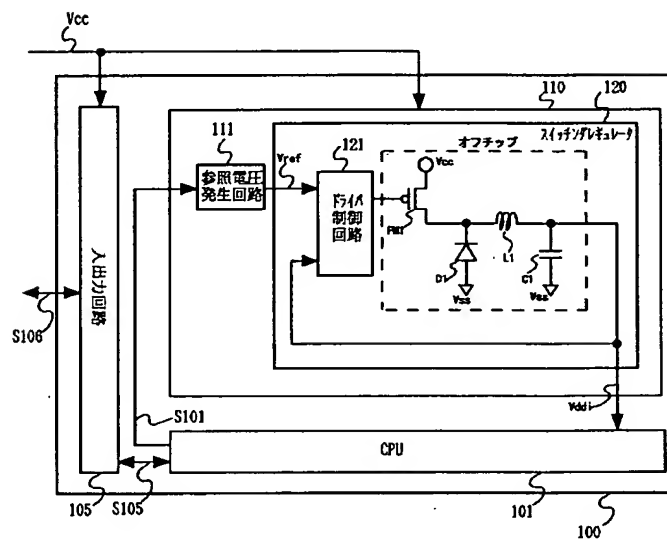 Vcc
110
120
スイッチングレギュレータ
オフチップ
111
参照電圧
発生回路
Vref
121
ドライバ
制御
回路
Vcc
PM1
D1
L1
C1
Vss
Vss
入出力回路
S106
S101
Vddi
CPU
105
S105
101
100